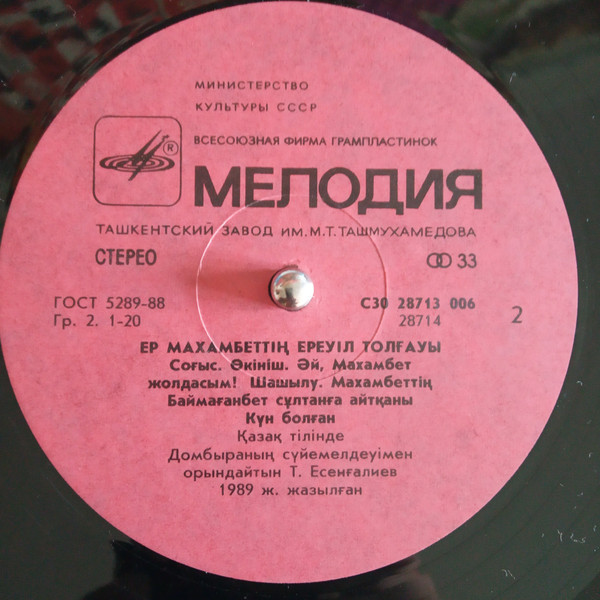 МИНИСТЕРСТВО
КУЛЬТУРЫ СССР
ВСЕСОЮЗНАЯ ФИРМА ГРАМПЛАСТИНОК
®
МЕЛОДИЯ
ТАШКЕНТСКИЙ ЗАВОД ИМ. М.Т. ТАШМУХАМЕДОВА
СТЕРЕО 33
ГОСТ 5289-88 С30 28713 006
Гр. 2. 1-20 28714 2
ЕР МАХАМБЕТТІҢ ЕРЕУІЛ ТОЛҒАУЫ
Соғыс. Өкініш. Әй, Махамбет
жолдасым! Шашылу. Махамбеттің
Баймағанбет сұлтанға айтқаны
Күн болған
Қазақ тілінде
Домбыраның сүйемелдеуімен
орындайтын Т. Есенғалиев
1989 ж. жазылған